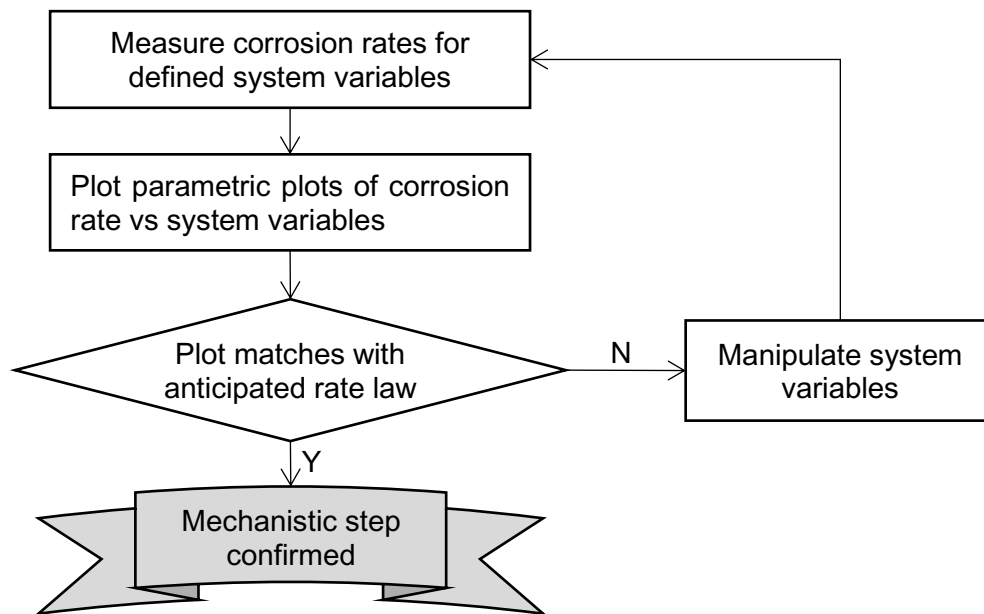 Measure corrosion rates for
defined system variables
Plot parametric plots of corrosion
rate vs system variables
Plot matches with
anticipated rate law
N
Manipulate system
variables
Y
Mechanistic step
confirmed